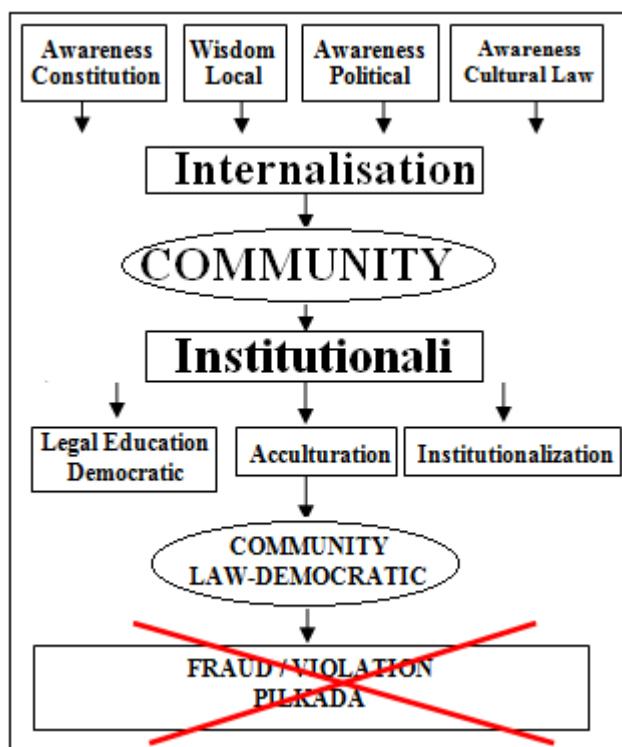 Awareness
Constitution
Wisdom
Local
Awareness
Political
Awareness
Cultural Law
Internalisation
COMMUNITY
Institutionali
Legal Education
Democratic
Acculturation
Institutionalization
COMMUNITY
LAW-DEMOCRATIC
FRAUD / VIOLATION
PILKADA